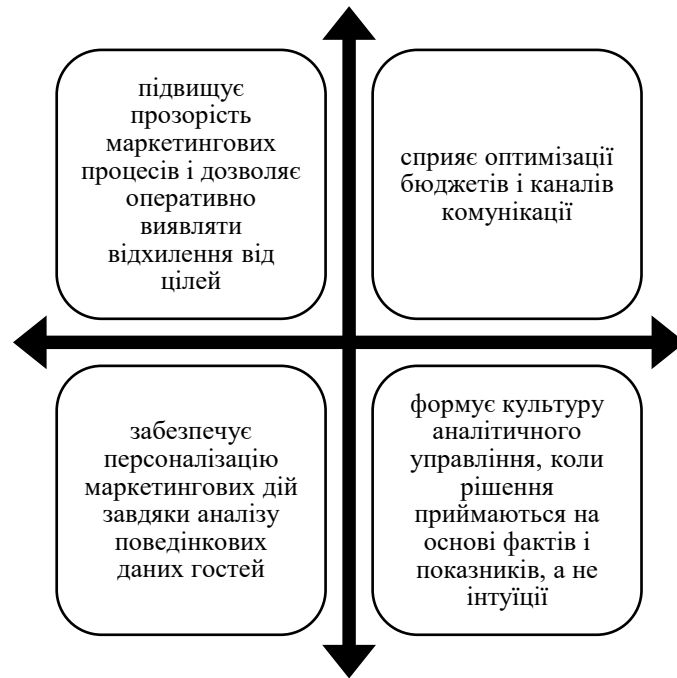 підвищує
прозорість
маркетингових
процесів і дозволяє
оперативно
виявляти
відхилення від
цілей
сприяє оптимізації
бюджетів і каналів
комунікації
забезпечує
персоналізацію
маркетингових дій
завдяки аналізу
поведінкових
даних гостей
формує культуру
аналітичного
управління, коли
рішення
приймаються на
основі фактів і
показників, а не
інтуїції